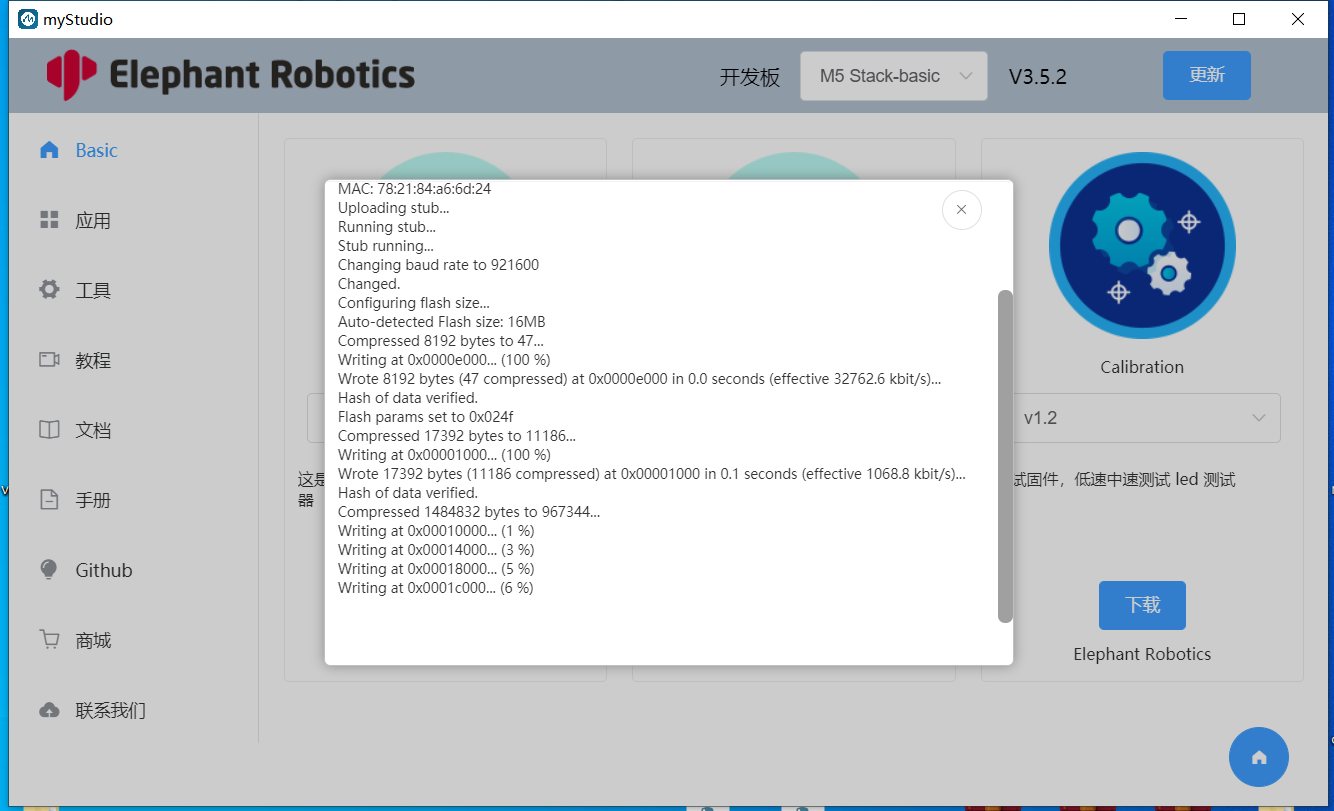 myStudio
Elephant Robotics
开发板
M5 Stack-basic
V3.5.2
更新
Basic
应用
工具
教程
文档
手册
Github
商城
联系我们
MAC: 78:21:84:a6:6d:24
Uploading stub...
Running stub...
Stub running...
Changing baud rate to 921600
Changed.
Configuring flash size...
Auto-detected Flash size: 16MB
Compressed 8192 bytes to 47...
Writing at 0x0000e000... (100 %)
Wrote 8192 bytes (47 compressed) at 0x0000e000 in 0.0 seconds (effective 32762.6 kbit/s)...
Hash of data verified.
Flash params set to 0x024f
Compressed 17392 bytes to 11186...
Writing at 0x00001000... (100 %)
Wrote 17392 bytes (11186 compressed) at 0x00001000 in 0.1 seconds (effective 1068.8 kbit/s)...
Hash of data verified.
Compressed 1484832 bytes to 967344...
Writing at 0x00010000... (1 %)
Writing at 0x00014000... (3 %)
Writing at 0x00018000... (5 %)
Writing at 0x0001c000... (6 %)
这是
器
Calibration
v1.2
试固件，低速中速测试 led 测试
下载
Elephant Robotics